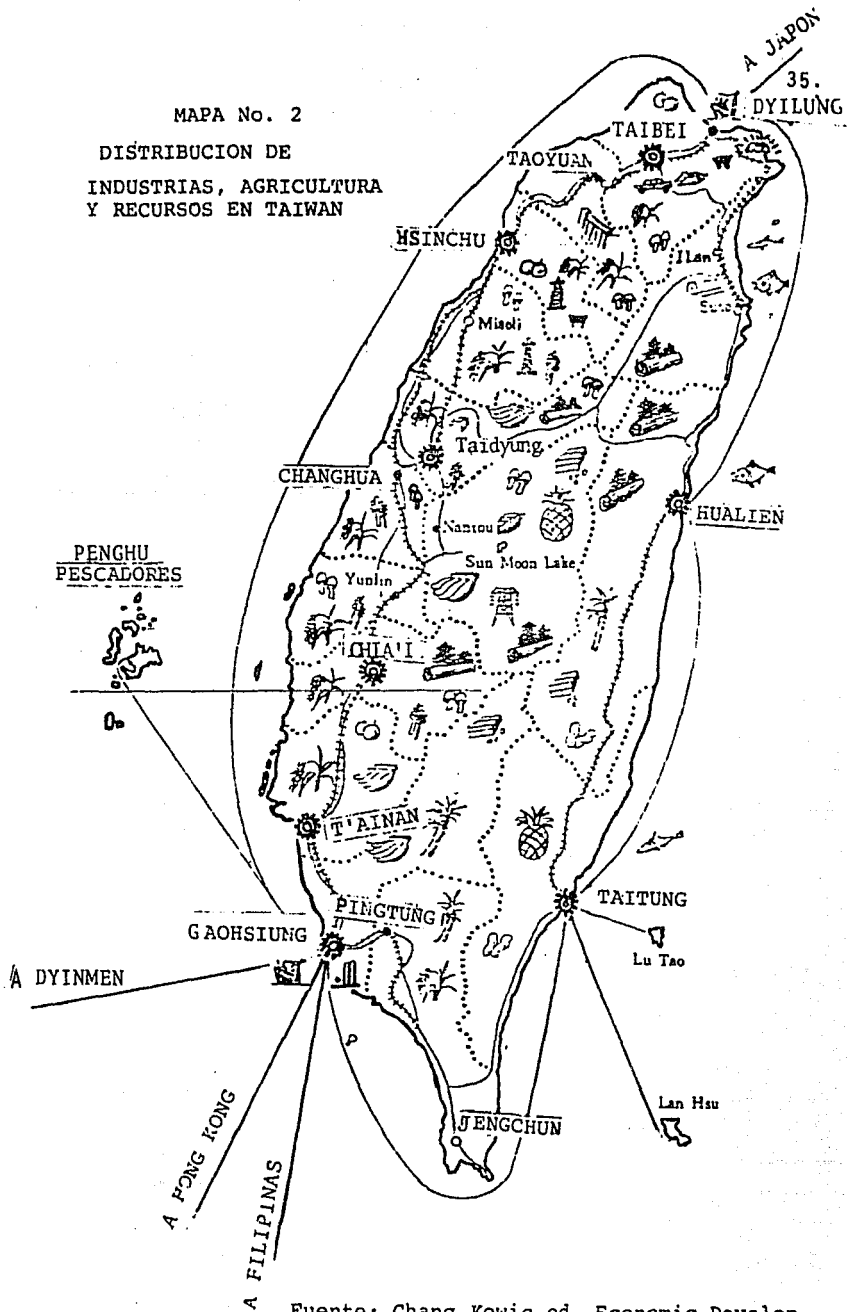 A JAPON
35.
MAPA No. 2
DISTRIBUCION DE
INDUSTRIAS, AGRICULTURA
Y RECURSOS EN TAIWAN
DYILUNG
TAIBEI
TAOYUAN
HSINCHU
Ilan
Miaoli
Taidyung
CHANGHUA
HUALIEN
Nantou
PENGHU
PESCADORES
Sun Moon Lake
Yunlin
CHIA'I
T'AINAN
TAITUNG
PINGTUNG
GAOHSIUNG
Lu Tao
A DYINMEN
A HONG KONG
JENGCHUN
Lan Hsu
A FILIPINAS
Fuente: Chang Kowic ed. Economic Develop